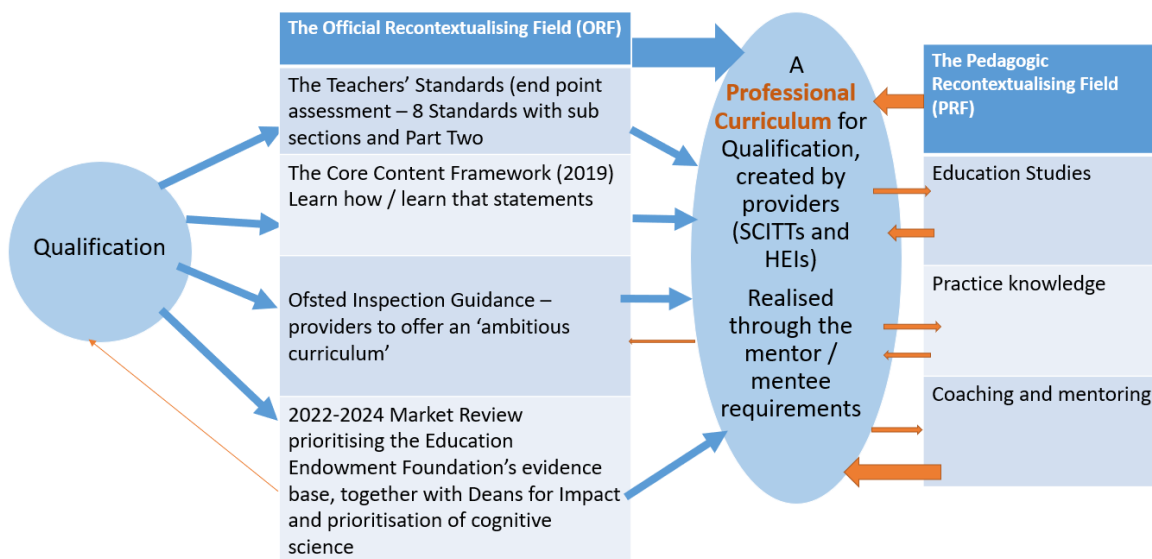 Qualification
The Official Recontextualising Field (ORF)
The Teachers’ Standards (end point
assessment – 8 Standards with sub
sections and Part Two
The Core Content Framework (2019)
Learn how / learn that statements
Ofsted Inspection Guidance –
providers to offer an ‘ambitious
curriculum’
2022-2024 Market Review
prioritising the Education
Endowment Foundation’s evidence
base, together with Deans for Impact
and prioritisation of cognitive
science
A
Professional
Curriculum for
Qualification,
created by
providers
(SCITTs and
HEIs)
Realised
through the
mentor /
mentee
requirements
The Pedagogic
Recontextualising Field
(PRF)
Education Studies
Practice knowledge
Coaching and mentoring